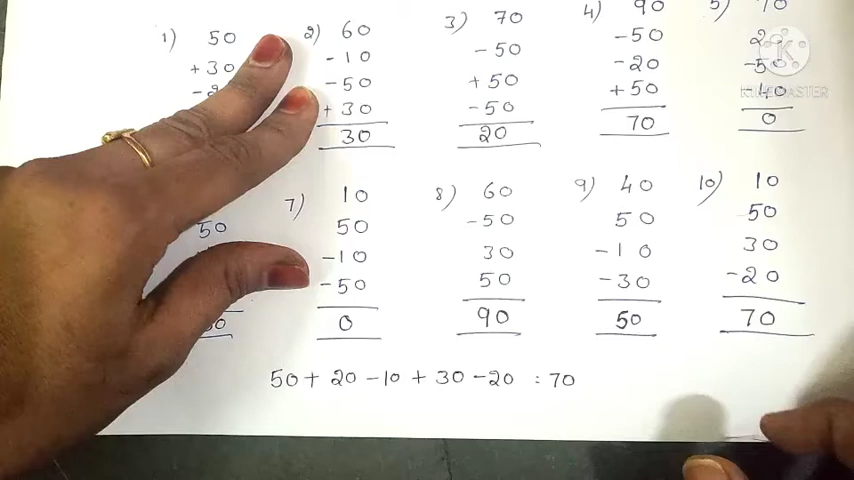 1) 50 2) 60 3) 70 4) 90 5) 10
+30 -10 -50 -50 20
-50 +50 -20 -50
+30 -50 +50 40
30 20 70 0
7) 10 8) 60 9) 40 10) 10
50 50 -50 50 50
-10 30 -10 30
-50 50 -30 -20
0 90 50 70
50 + 20 -10 + 30 -20 : 70
KINEMASTER